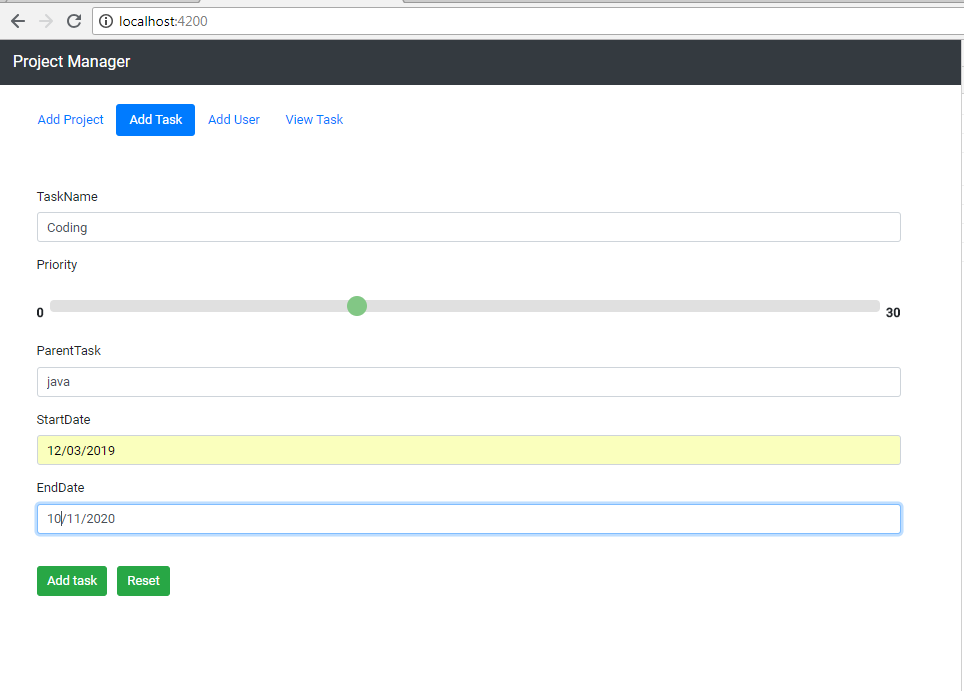 localhost:4200
Project Manager
Add Project Add Task Add User View Task
TaskName
Coding
Priority
0 30
ParentTask
java
StartDate
12/03/2019
EndDate
10/11/2020
Add task Reset